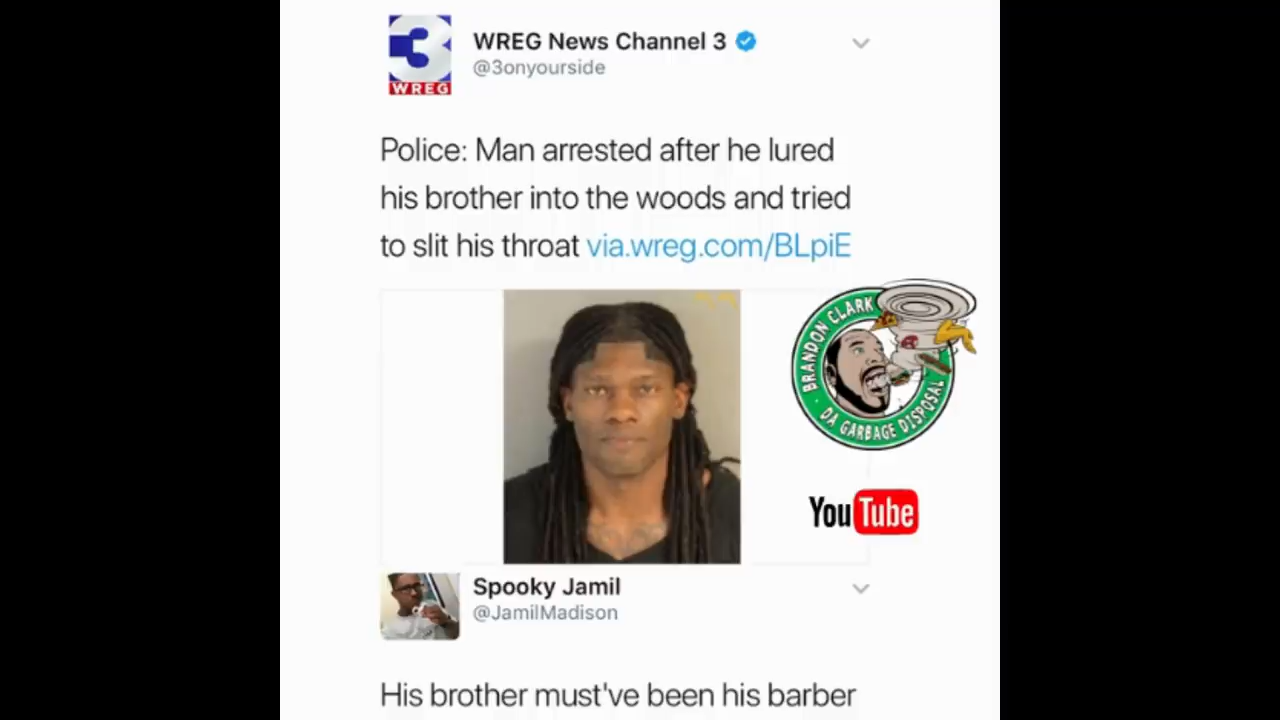 3
WREG
WREG News Channel 3
@3onyourside
Police: Man arrested after he lured
his brother into the woods and tried
to slit his throat via.wreg.com/BLpiE
BRANDON CLARK
DA GARBAGE DISPOSAL
YouTube
Spooky Jamil
@JamilMadison
His brother must've been his barber